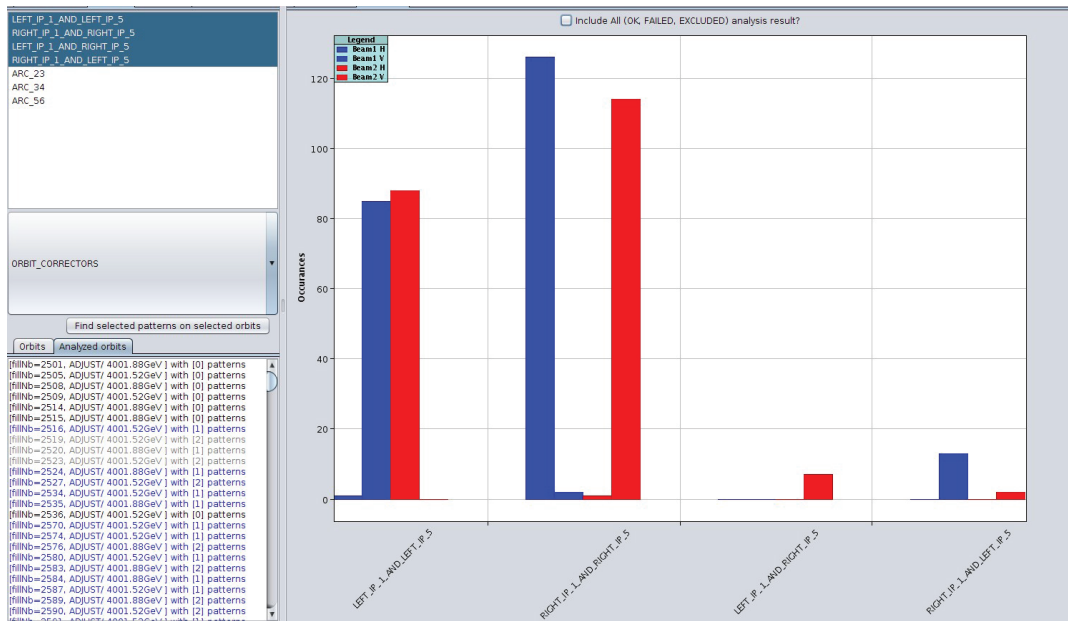 LEFT_IP_1_AND_LEFT_IP_5
RIGHT_IP_1_AND_RIGHT_IP_5
LEFT_IP_1_AND_RIGHT_IP_5
RIGHT_IP_1_AND_LEFT_IP_5
ARC_23
ARC_34
ARC_56
ORBIT_CORRECTORS
Find selected patterns on selected orbits
Orbits Analyzed orbits
[fillNb=2501, ADJUST/ 4001.88GeV ] with [0] patterns
[fillNb=2505, ADJUST/ 4001.52GeV ] with [0] patterns
[fillNb=2508, ADJUST/ 4001.88GeV ] with [0] patterns
[fillNb=2509, ADJUST/ 4001.52GeV ] with [0] patterns
[fillNb=2514, ADJUST/ 4001.88GeV ] with [0] patterns
[fillNb=2515, ADJUST/ 4001.88GeV ] with [0] patterns
[fillNb=2516, ADJUST/ 4001.52GeV ] with [1] patterns
[fillNb=2519, ADJUST/ 4001.52GeV ] with [2] patterns
[fillNb=2520, ADJUST/ 4001.88GeV ] with [1] patterns
[fillNb=2523, ADJUST/ 4001.52GeV ] with [2] patterns
[fillNb=2524, ADJUST/ 4001.88GeV ] with [1] patterns
[fillNb=2527, ADJUST/ 4001.52GeV ] with [2] patterns
[fillNb=2534, ADJUST/ 4001.52GeV ] with [1] patterns
[fillNb=2535, ADJUST/ 4001.88GeV ] with [1] patterns
[fillNb=2536, ADJUST/ 4001.52GeV ] with [0] patterns
[fillNb=2570, ADJUST/ 4001.52GeV ] with [1] patterns
[fillNb=2574, ADJUST/ 4001.52GeV ] with [1] patterns
[fillNb=2576, ADJUST/ 4001.88GeV ] with [2] patterns
[fillNb=2580, ADJUST/ 4001.52GeV ] with [1] patterns
[fillNb=2583, ADJUST/ 4001.88GeV ] with [2] patterns
[fillNb=2584, ADJUST/ 4001.88GeV ] with [1] patterns
[fillNb=2587, ADJUST/ 4001.52GeV ] with [1] patterns
[fillNb=2589, ADJUST/ 4001.88GeV ] with [2] patterns
[fillNb=2590, ADJUST/ 4001.52GeV ] with [2] patterns
Include All (OK, FAILED, EXCLUDED) analysis result?
Legend
Beam1 H
Beam1 V
Beam2 H
Beam2 V
120
100
80
60
40
20
0
Occurances
LEFT_IP_1_AND_LEFT_IP_5
RIGHT_IP_1_AND_RIGHT_IP_5
LEFT_IP_1_AND_RIGHT_IP_5
RIGHT_IP_1_AND_LEFT_IP_5